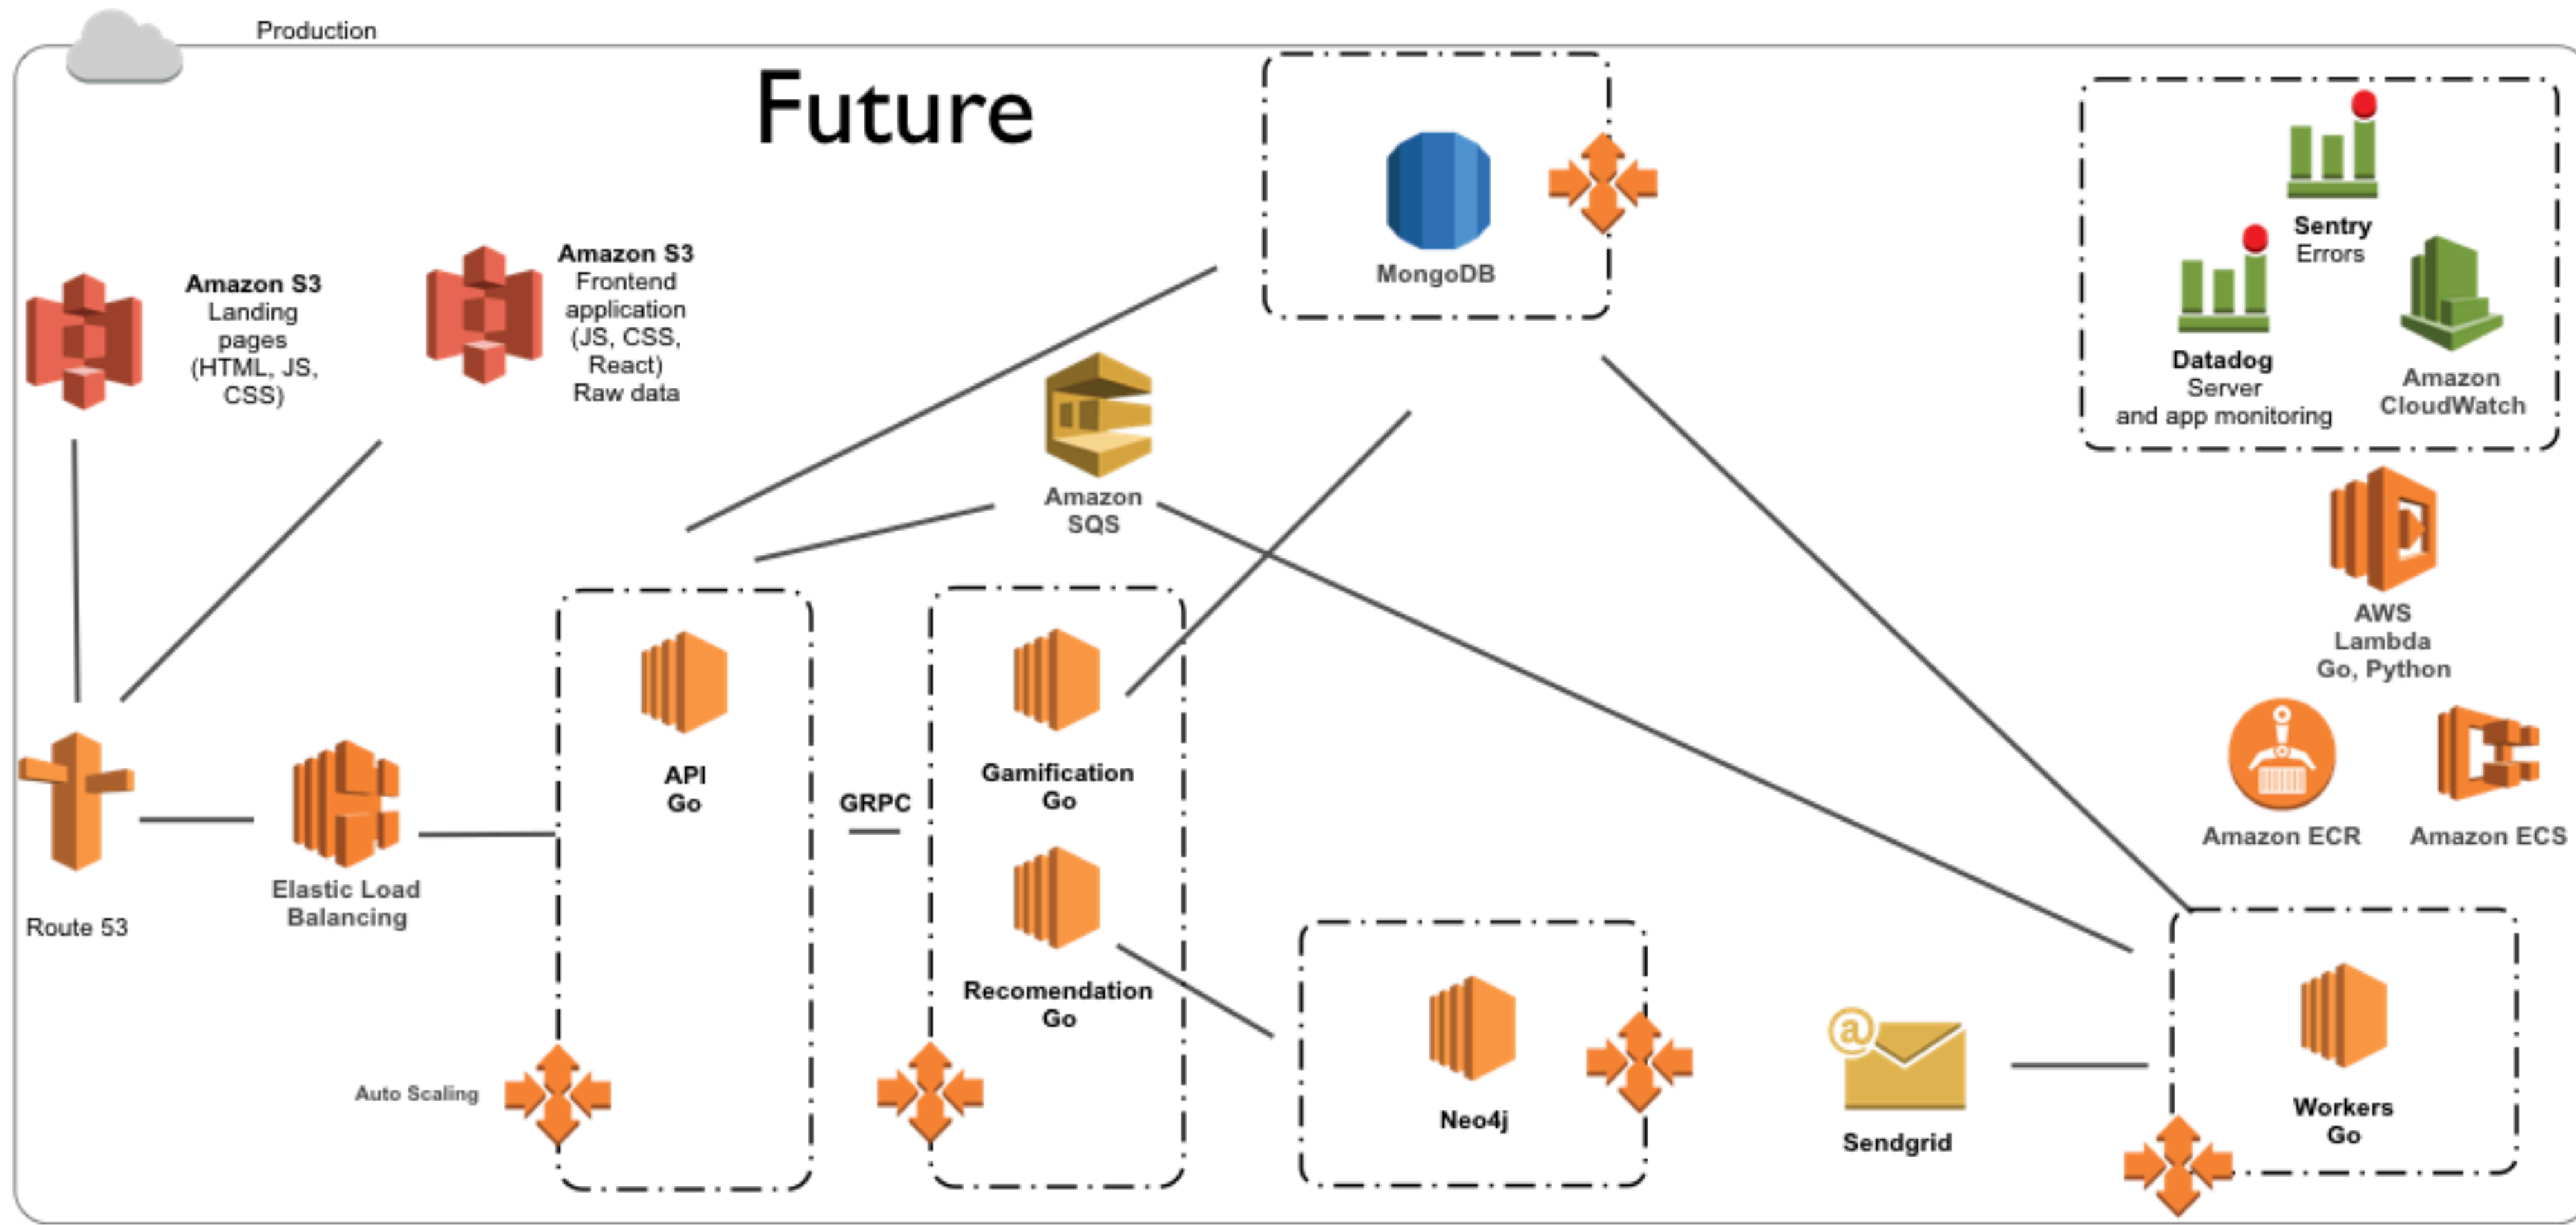 Production
Future
Amazon S3
Landing
pages
(HTML, JS,
CSS)
Amazon S3
Frontend
application
(JS, CSS,
React)
Raw data
MongoDB
Sentry
Errors
Datadog
Server
and app monitoring
Amazon
CloudWatch
Amazon
SQS
AWS
Lambda
Go, Python
Amazon ECR
Amazon ECS
Route 53
Elastic Load
Balancing
API
Go
GRPC
Gamification
Go
Recomendation
Go
Auto Scaling
Neo4j
@
Sendgrid
Workers
Go